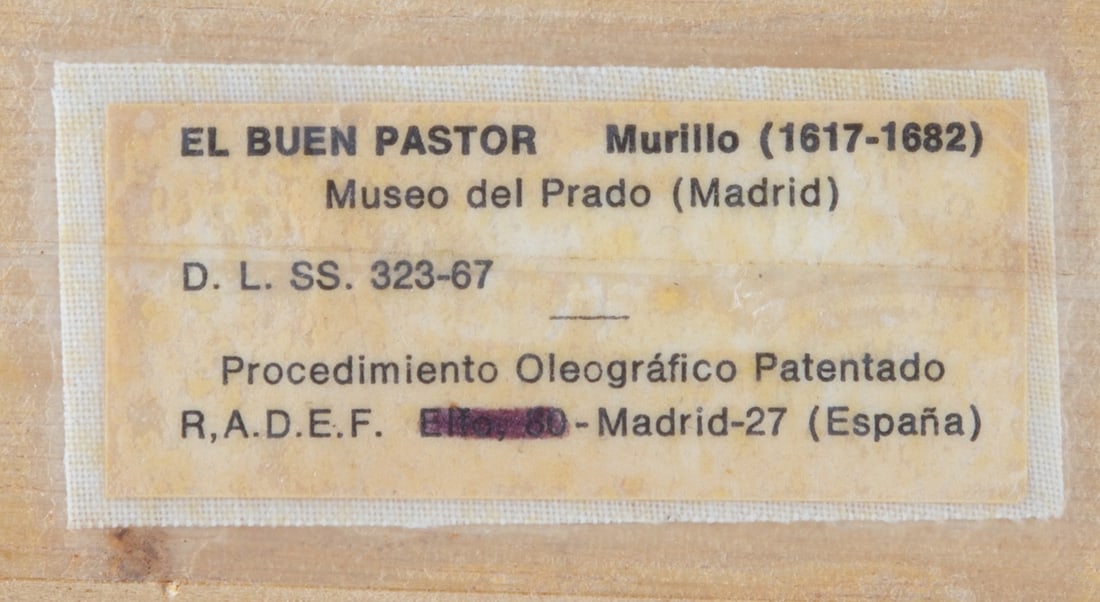 EL BUEN PASTOR Murillo (1617-1682)
Museo del Prado (Madrid)
D. L. SS. 323-67
Procedimiento Oleográfico Patentado
R,A.D.E.F. 80 - Madrid-27 (España)